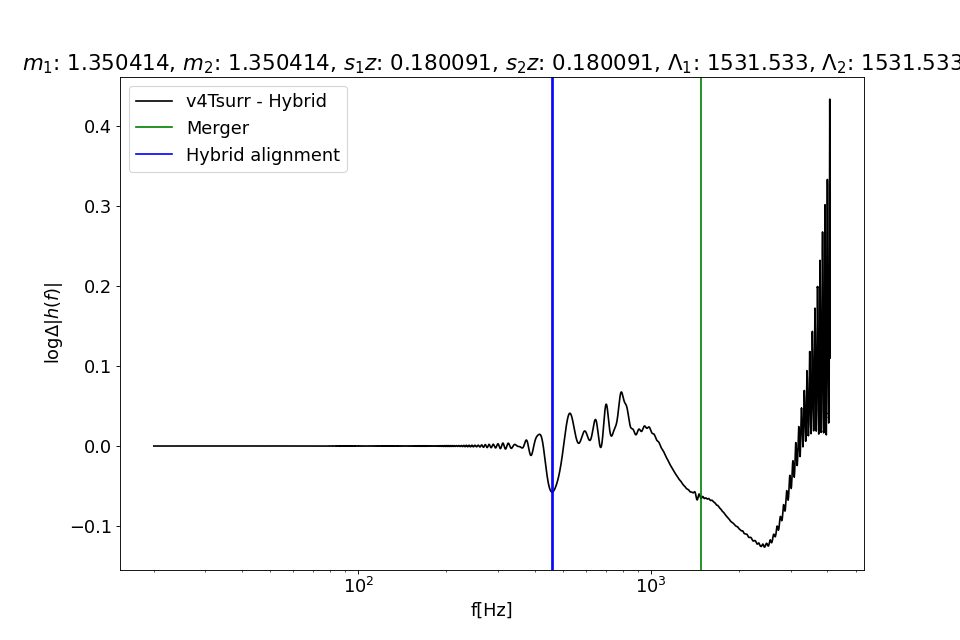 m₁: 1.350414, m₂: 1.350414, s₁z: 0.180091, s₂z: 0.180091, Λ₁: 1531.533, Λ₂: 1531.533
v4Tsurr - Hybrid
Merger
Hybrid alignment
0.4
0.3
0.2
0.1
0.0
−0.1
logΔ|h(f)|
10²
10³
f[Hz]